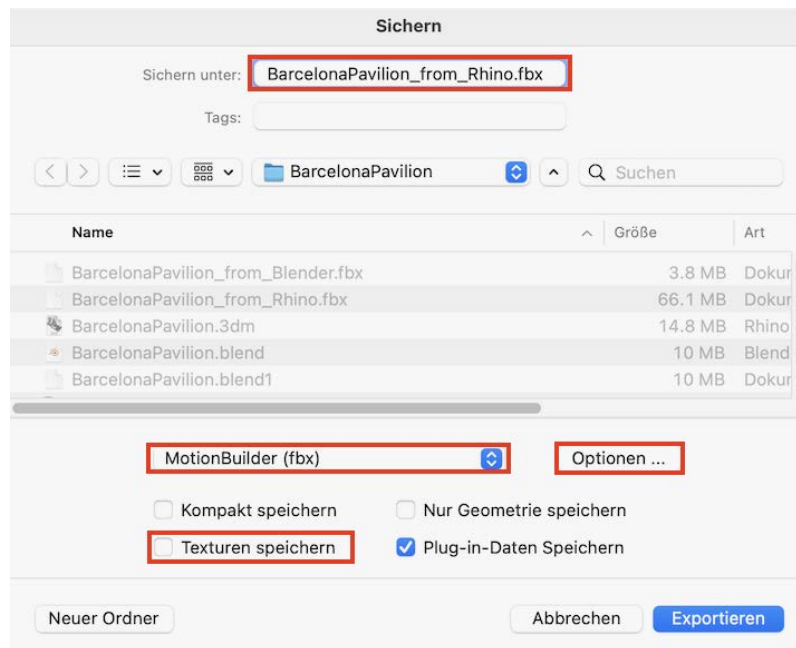 Sichern
Sichern unter: BarcelonaPavilion_from_Rhino.fbx
Tags:
BarcelonaPavilion Suchen
Name Größe Art
BarcelonaPavilion_from_Blender.fbx 3.8 MB Dokur
BarcelonaPavilion_from_Rhino.fbx 66.1 MB Dokur
BarcelonaPavilion.3dm 14.8 MB Rhino
BarcelonaPavilion.blend 10 MB Blend
BarcelonaPavilion.blend1 10 MB Dokur
MotionBuilder (fbx) Optionen ...
Kompakt speichern Nur Geometrie speichern
Texturen speichern Plug-in-Daten Speichern
Neuer Ordner Abbrechen Exportieren